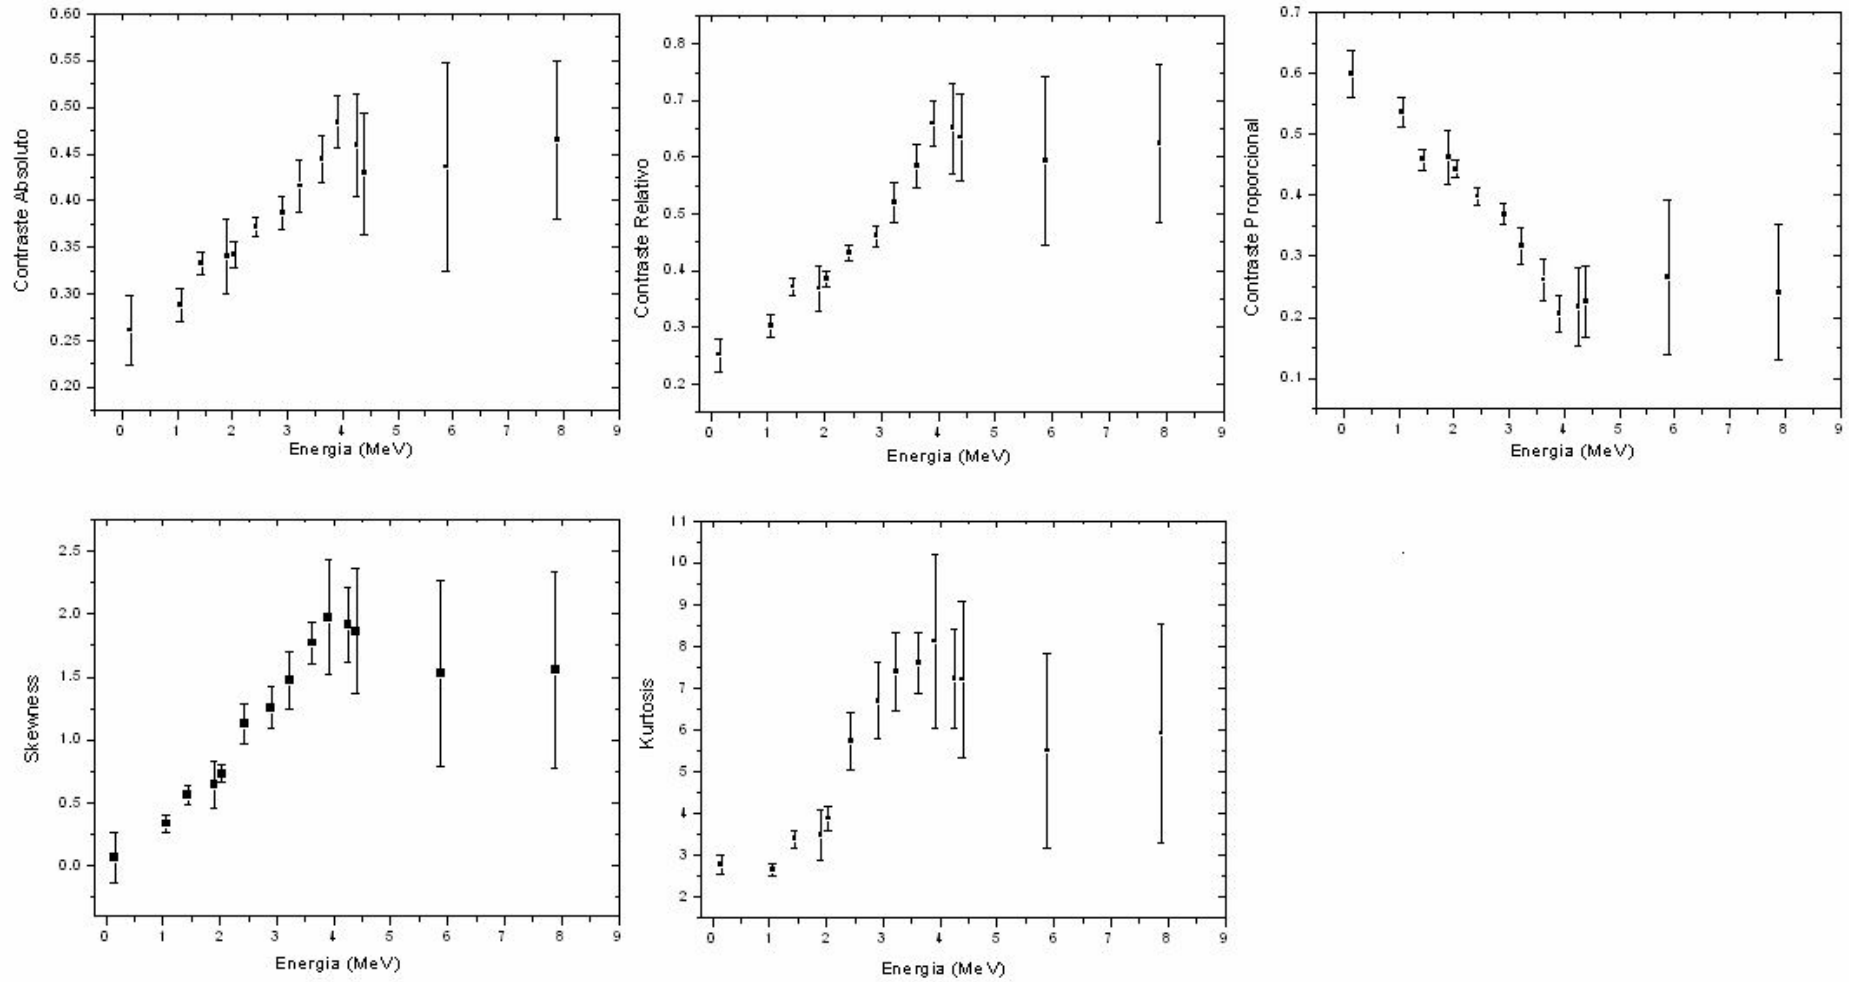 0.60
0.55
0.50
0.45
0.40
0.35
0.30
0.25
0.20
Contraste Absoluto
0 1 2 3 4 5 6 7 8 9
Energia (MeV)
0.8
0.7
0.6
0.5
0.4
0.3
0.2
Contraste Relativo
0 1 2 3 4 5 6 7 8 9
Energia (MeV)
0.7
0.6
0.5
0.4
0.3
0.2
0.1
Contraste Proporcional
0 1 2 3 4 5 6 7 8 9
Energia (MeV)
2.5
2.0
1.5
1.0
0.5
0.0
Skewness
0 1 2 3 4 5 6 7 8 9
Energia (MeV)
11
10
9
8
7
6
5
4
3
2
Kurtosis
0 1 2 3 4 5 6 7 8 9
Energia (MeV)